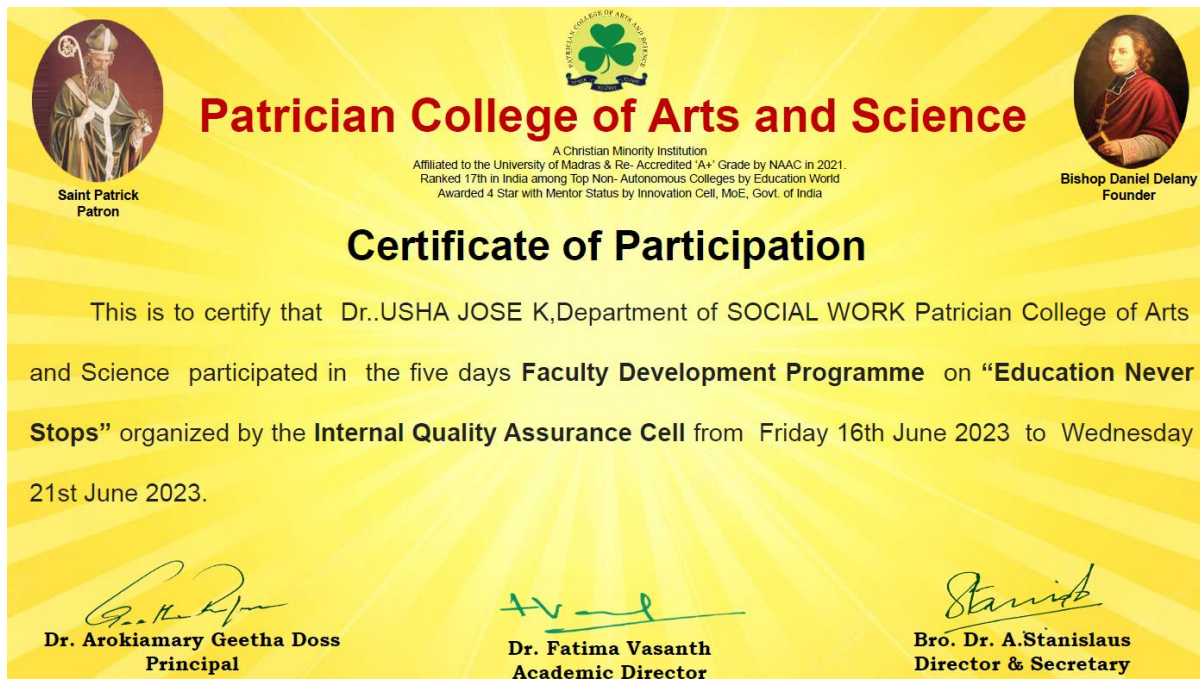 PATRICIAN COLLEGE OF ARTS AND SCIENCE
Patrician College of Arts and Science
A Christian Minority Institution
Affiliated to the University of Madras & Re- Accredited ‘A+’ Grade by NAAC in 2021.
Ranked 17th in India among Top Non- Autonomous Colleges by Education World
Awarded 4 Star with Mentor Status by Innovation Cell, MoE, Govt. of India
Saint Patrick
Patron
Bishop Daniel Delany
Founder
Certificate of Participation
This is to certify that Dr..USHA JOSE K,Department of SOCIAL WORK Patrician College of Arts
and Science participated in the five days Faculty Development Programme on “Education Never
Stops” organized by the Internal Quality Assurance Cell from Friday 16th June 2023 to Wednesday
21st June 2023.
Dr. Arokiamary Geetha Doss
Principal
Dr. Fatima Vasanth
Academic Director
Bro. Dr. A.Stanislaus
Director & Secretary